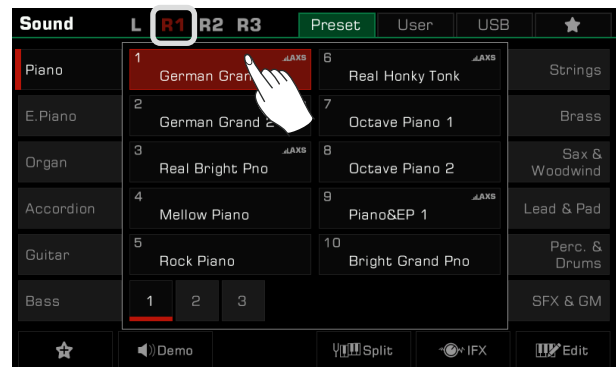 Sound L R1 R2 R3 Preset User USB
Piano
E.Piano
Organ
Accordion
Guitar
Bass
1 German Grand AXS
2 German Grand 2
3 Real Bright Pno AXS
4 Mellow Piano
5 Rock Piano
6 Real Honky Tonk AXS
7 Octave Piano 1
8 Octave Piano 2
9 Piano&EP 1 AXS
10 Bright Grand Pno
1 2 3
Strings
Brass
Sax &
Woodwind
Lead & Pad
Perc. &
Drums
SFX & GM
Demo Split IFX Edit